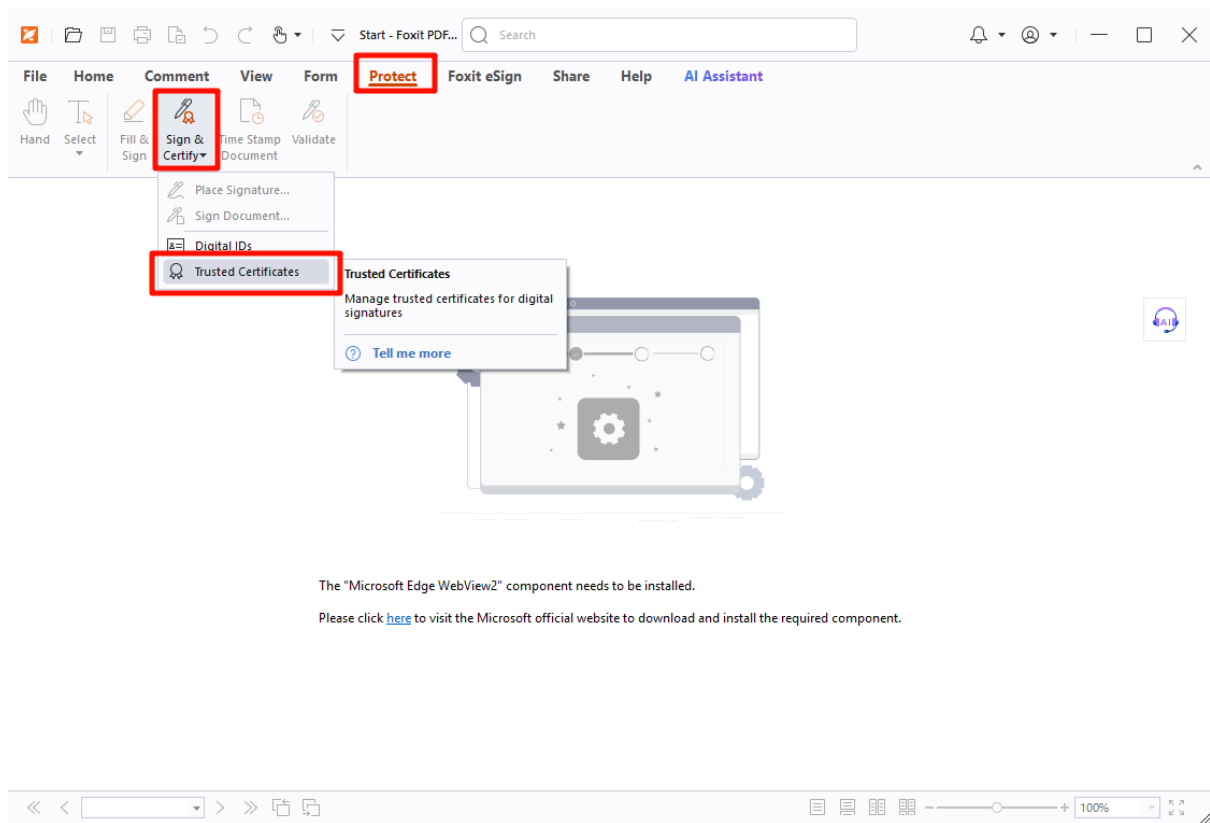 Start - Foxit PDF...
Search
File Home Comment View Form Protect Foxit eSign Share Help AI Assistant
Hand Select Fill & Sign Sign & Certify Time Stamp Document Validate
Place Signature...
Sign Document...
Digital IDs
Trusted Certificates
Trusted Certificates
Manage trusted certificates for digital
signatures
Tell me more
AI
The "Microsoft Edge WebView2" component needs to be installed.
Please click here to visit the Microsoft official website to download and install the required component.
100%